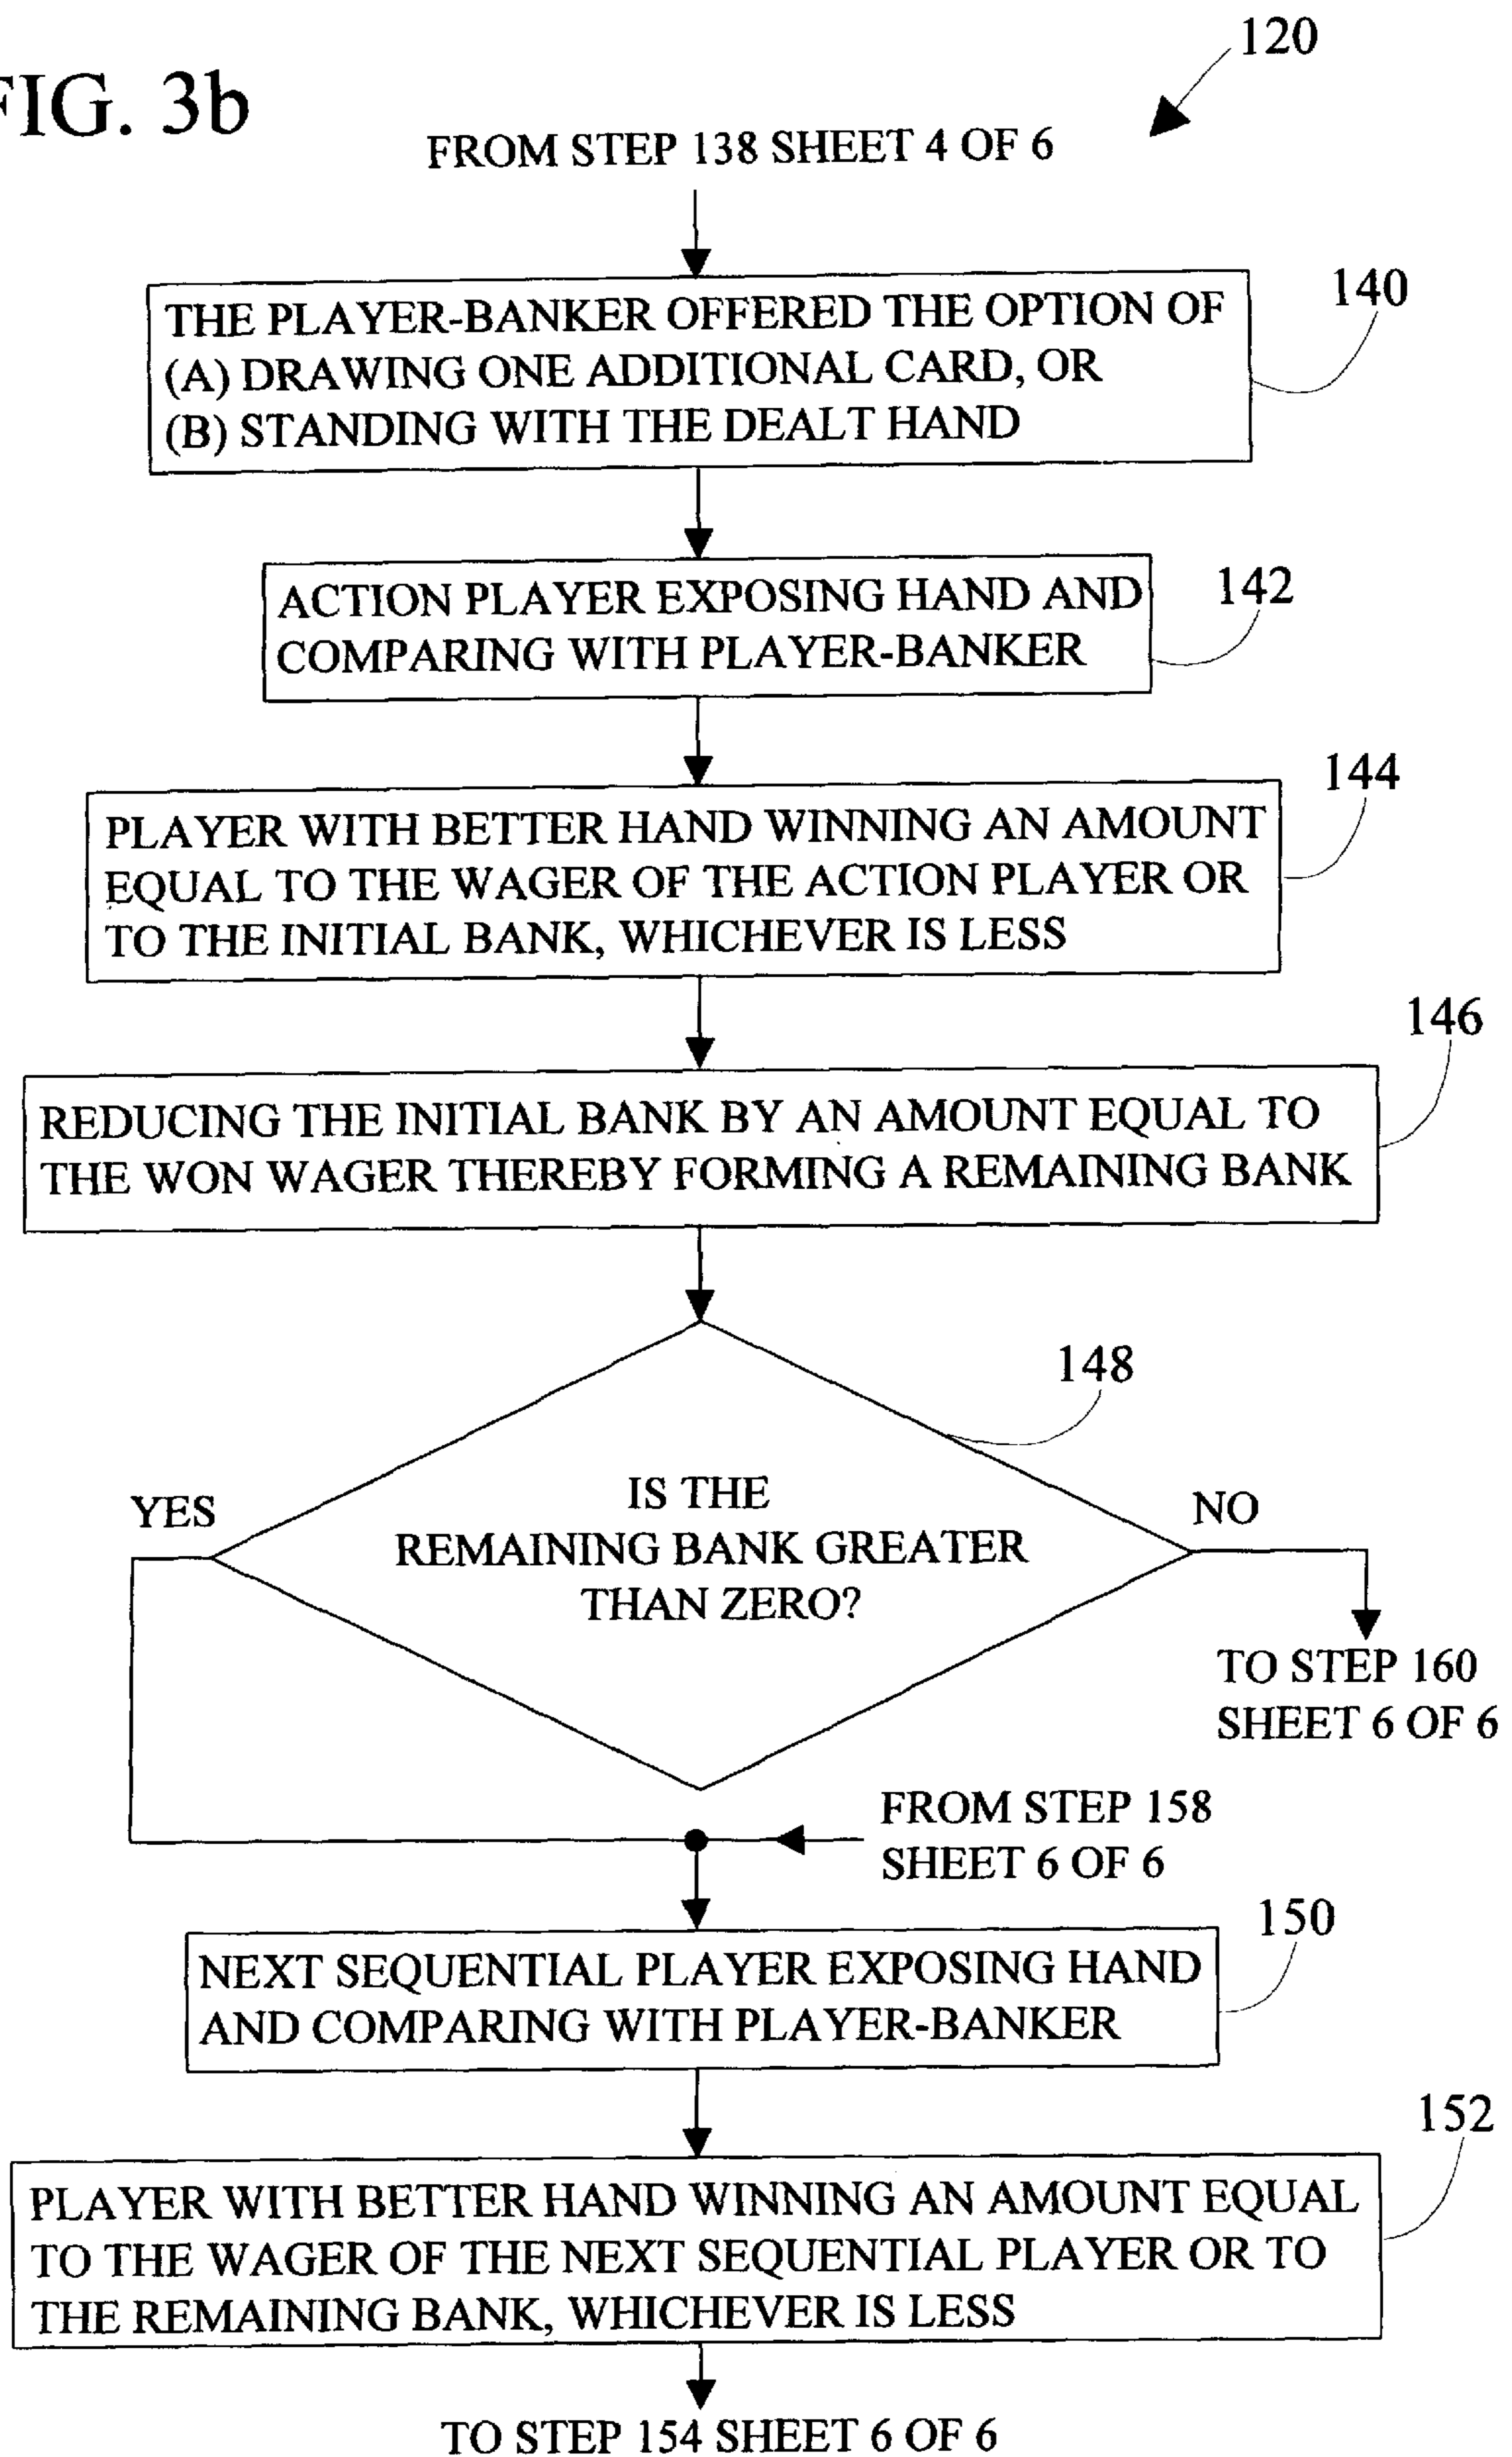 120
FIG. 3b
FROM STEP 138 SHEET 4 OF 6
140
THE PLAYER-BANKER OFFERED THE OPTION OF
(A) DRAWING ONE ADDITIONAL CARD, OR
(B) STANDING WITH THE DEALT HAND
142
ACTION PLAYER EXPOSING HAND AND
COMPARING WITH PLAYER-BANKER
144
PLAYER WITH BETTER HAND WINNING AN AMOUNT
EQUAL TO THE WAGER OF THE ACTION PLAYER OR
TO THE INITIAL BANK, WHICHEVER IS LESS
146
REDUCING THE INITIAL BANK BY AN AMOUNT EQUAL TO
THE WON WAGER THEREBY FORMING A REMAINING BANK
148
YES
IS THE
REMAINING BANK GREATER
THAN ZERO?
NO
TO STEP 160
SHEET 6 OF 6
FROM STEP 158
SHEET 6 OF 6
150
NEXT SEQUENTIAL PLAYER EXPOSING HAND
AND COMPARING WITH PLAYER-BANKER
152
PLAYER WITH BETTER HAND WINNING AN AMOUNT EQUAL
TO THE WAGER OF THE NEXT SEQUENTIAL PLAYER OR TO
THE REMAINING BANK, WHICHEVER IS LESS
TO STEP 154 SHEET 6 OF 6